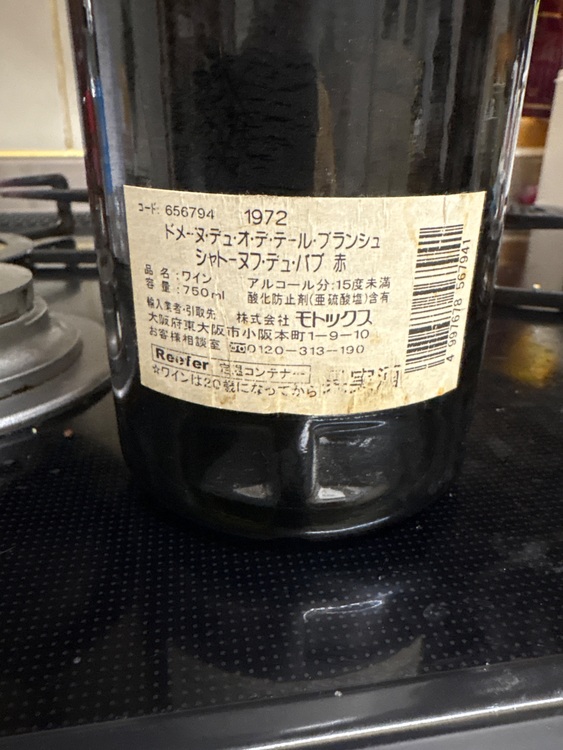 コード: 656794 1972
ドメーヌ・デュ・オ・デ・テール・ブランシュ
シャトーヌフ・デュ・パプ 赤
品名：ワイン アルコール分：15度未満
容量：750ml 酸化防止剤(亜硫酸塩)含有
輸入業者・引取先 株式会社 モトックス
大阪府東大阪市小阪本町1-9-10
お客様相談室 0120-313-190
Reefer 定温コンテナ…
☆ワインは20歳になってから
4 997678 567941